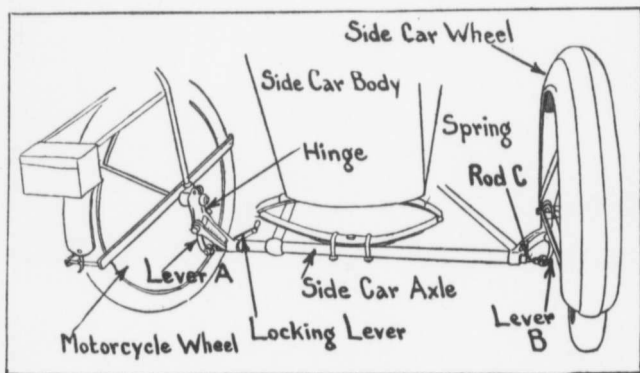 Side Car Wheel
Side Car Body
Spring
Hinge
Rod C
Lever A
Side Car Axle
Lever
B
Locking Lever
Motorcycle Wheel